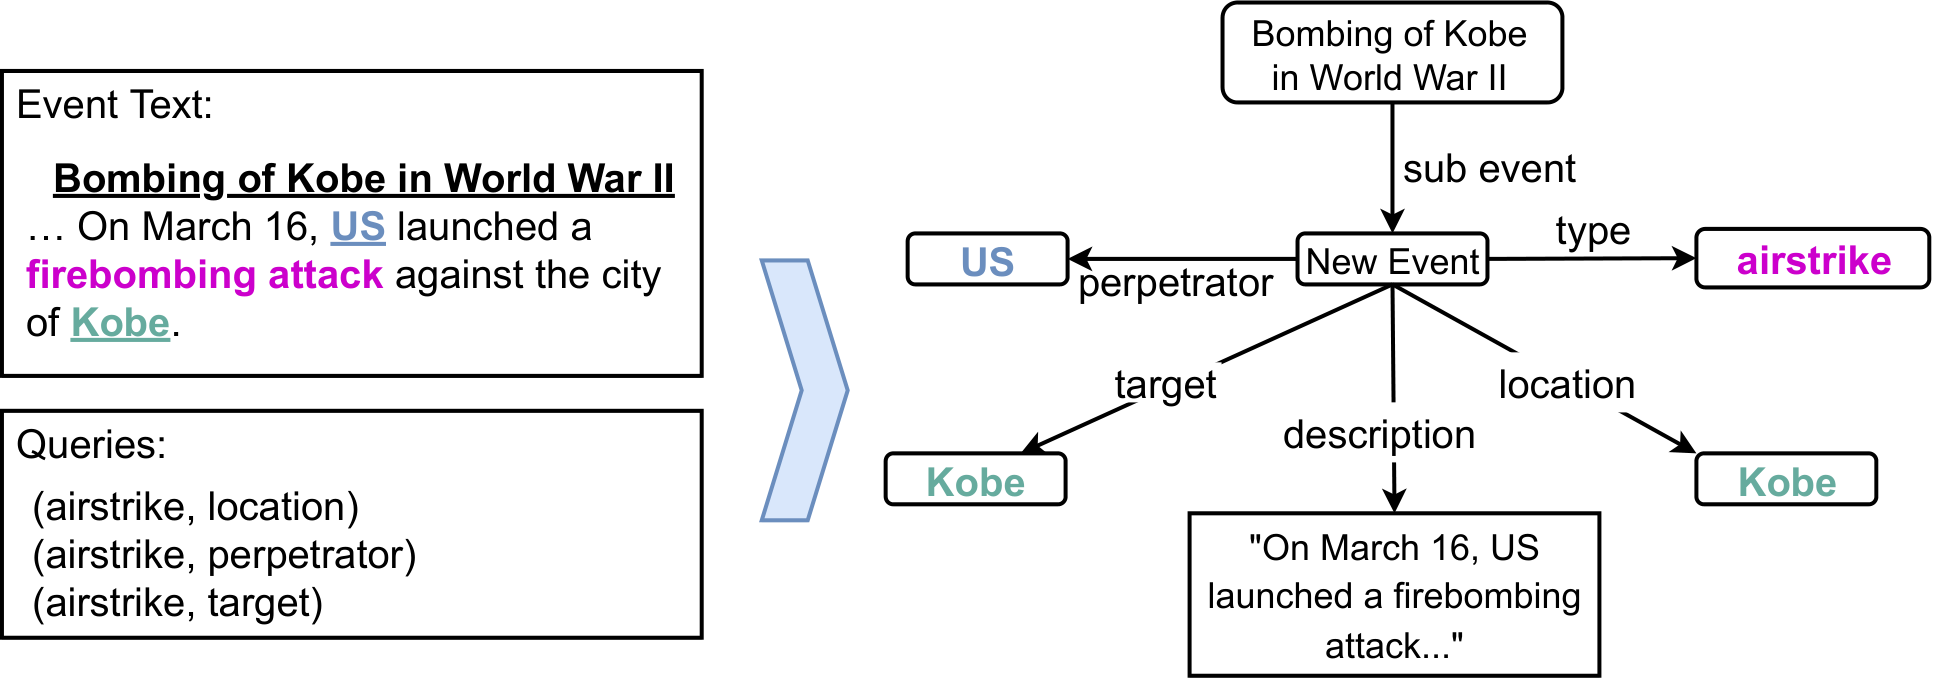 Event Text:
Bombing of Kobe in World War II
… On March 16, US launched a
firebombing attack against the city
of Kobe.
Queries:
(airstrike, location)
(airstrike, perpetrator)
(airstrike, target)
Bombing of Kobe
in World War II
sub event
US
perpetrator
New Event
type
airstrike
target
description
location
Kobe
Kobe
"On March 16, US
launched a firebombing
attack..."